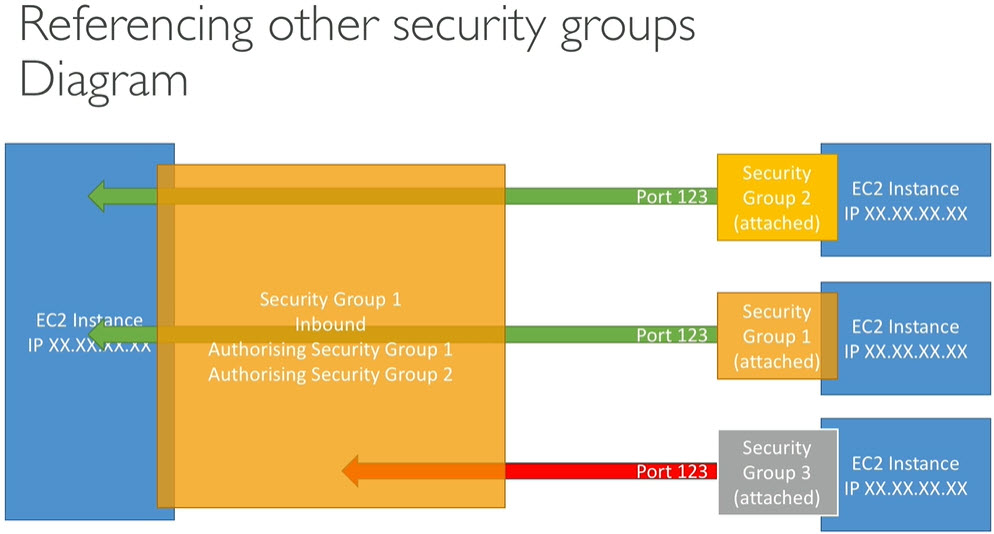 Referencing other security groups
Diagram
EC2 Instance
IP XX.XX.XX.XX
Security Group 1
Inbound
Authorising Security Group 1
Authorising Security Group 2
Port 123
Security
Group 2
(attached)
EC2 Instance
IP XX.XX.XX.XX
Port 123
Security
Group 1
(attached)
EC2 Instance
IP XX.XX.XX.XX
Port 123
Security
Group 3
(attached)
EC2 Instance
IP XX.XX.XX.XX